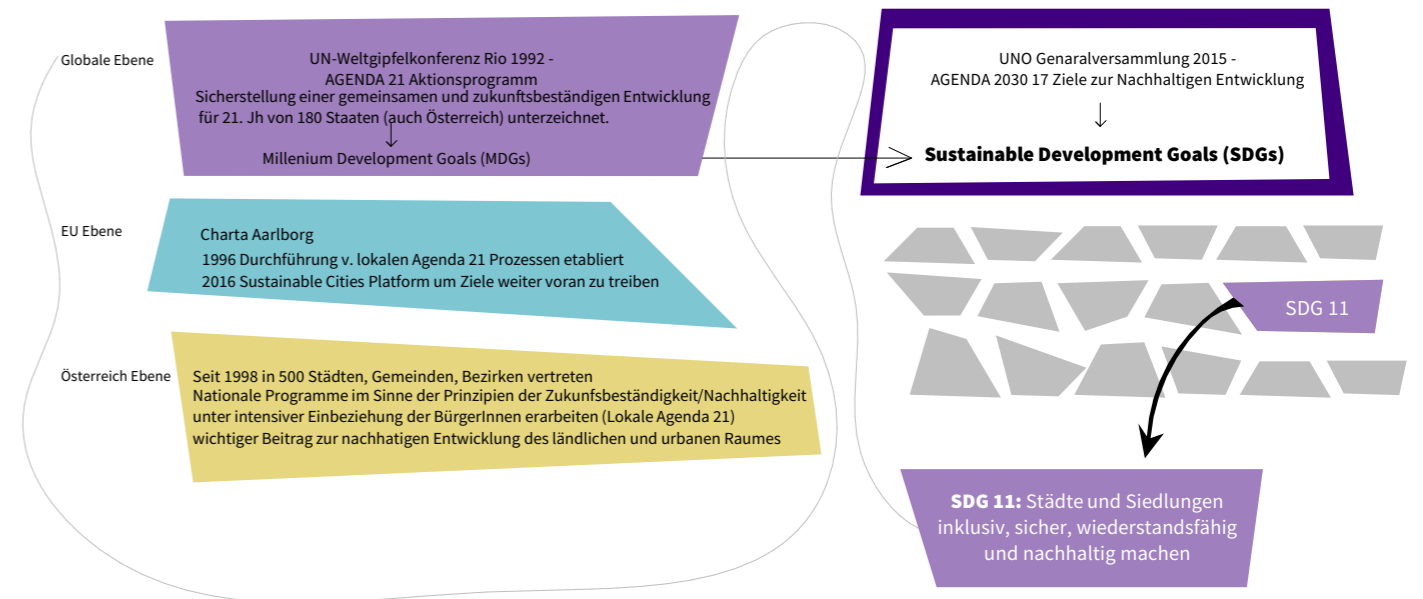 Globale Ebene
UN-Weltgipfelkonferenz Rio 1992 -
AGENDA 21 Aktionsprogramm
Sicherstellung einer gemeinsamen und zukunftsbeständigen Entwicklung
für 21. Jh von 180 Staaten (auch Österreich) unterzeichnet.
Millenium Development Goals (MDGs)
UNO Genaralversammlung 2015 -
AGENDA 2030 17 Ziele zur Nachhaltigen Entwicklung
Sustainable Development Goals (SDGs)
EU Ebene
Charta Aarlborg
1996 Durchführung v. lokalen Agenda 21 Prozessen etabliert
2016 Sustainable Cities Platform um Ziele weiter voran zu treiben
SDG 11
Österreich Ebene
Seit 1998 in 500 Städten, Gemeinden, Bezirken vertreten
Nationale Programme im Sinne der Prinzipien der Zukunfsbeständigkeit/Nachhaltigkeit
unter intensiver Einbeziehung der BürgerInnen erarbeiten (Lokale Agenda 21)
wichtiger Beitrag zur nachhatigen Entwicklung des ländlichen und urbanen Raumes
SDG 11: Städte und Siedlungen
inklusiv, sicher, wiederstandsfähig
und nachhaltig machen